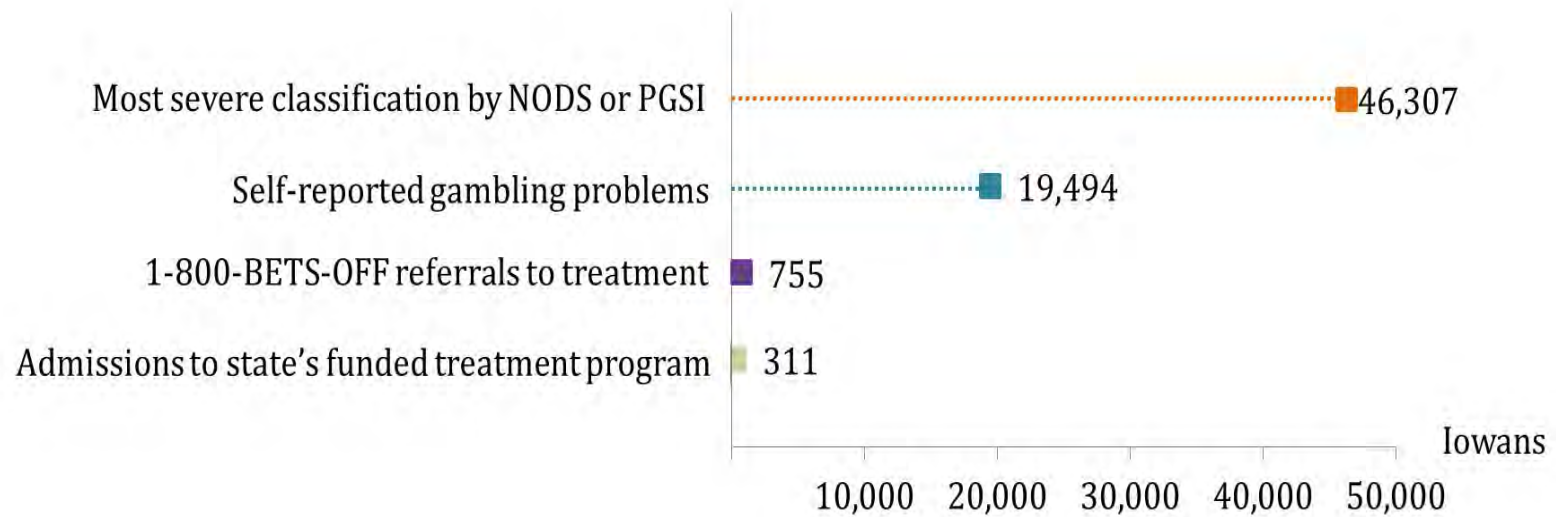 Most severe classification by NODS or PGSI
46,307
Self-reported gambling problems
19,494
1-800-BETS-OFF referrals to treatment
755
Admissions to state's funded treatment program
311
Iowans
10,000 20,000 30,000 40,000 50,000